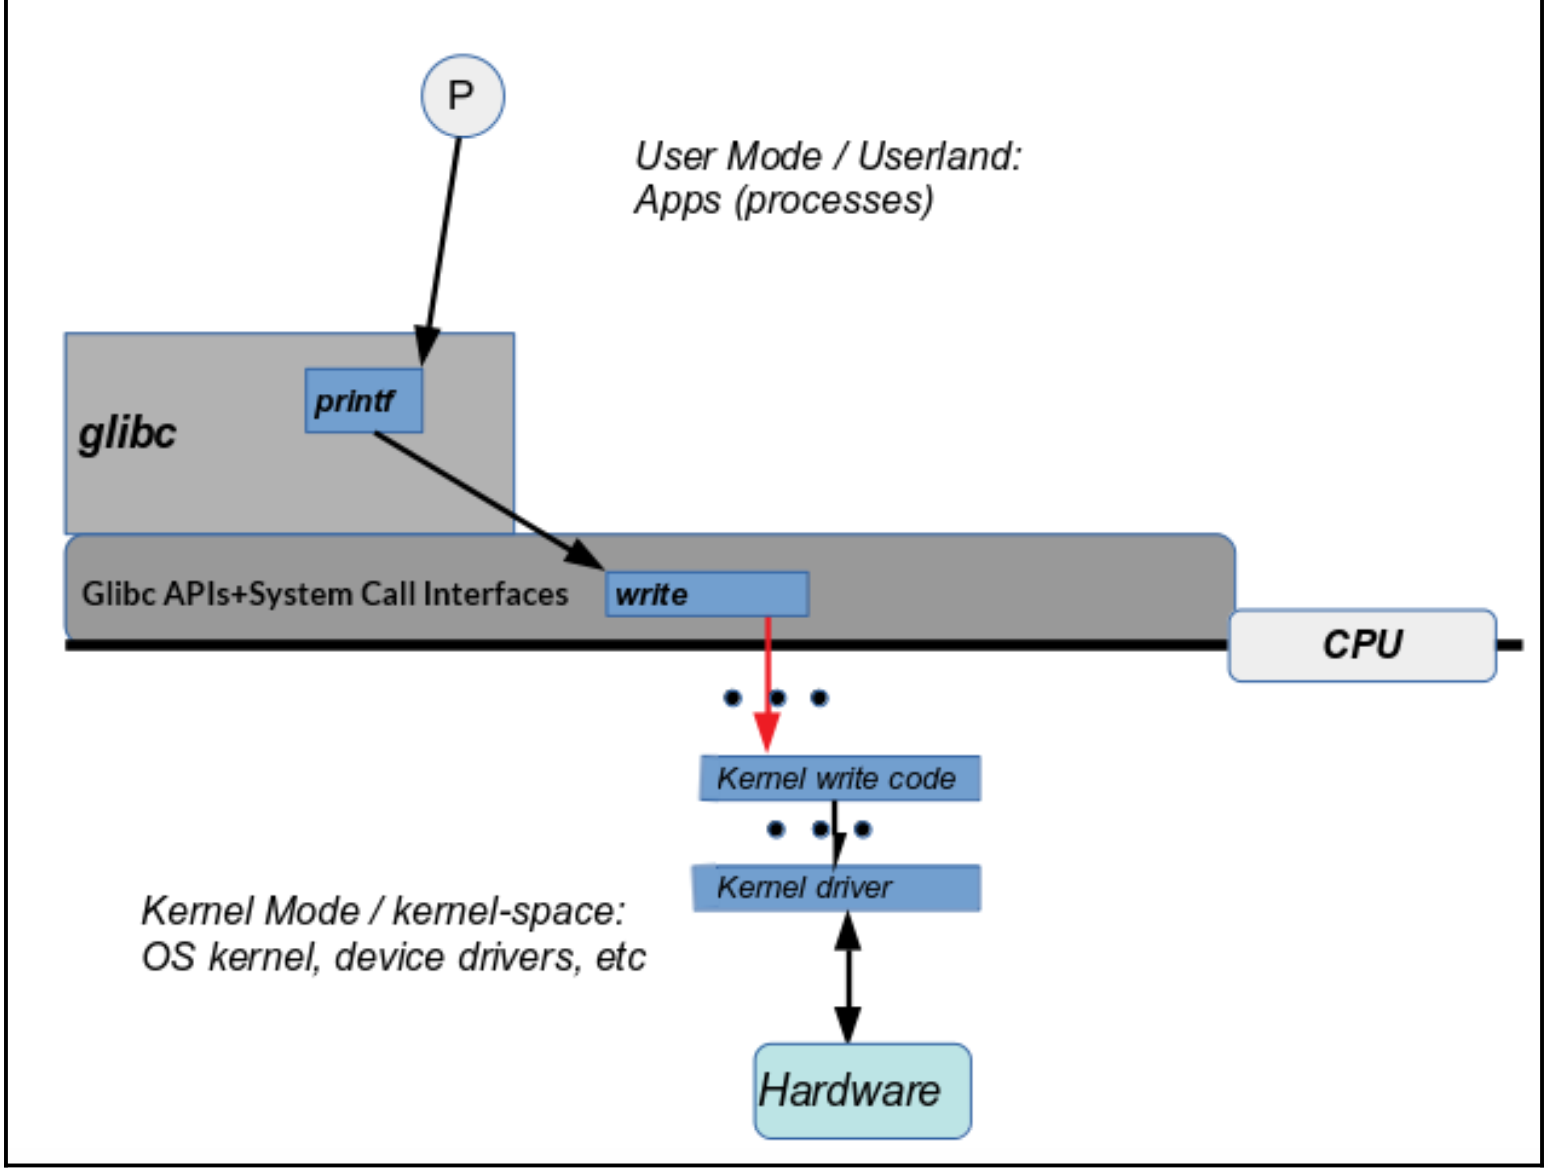 P
User Mode / Userland:
Apps (processes)
printf
glibc
Glibc APIs+System Call Interfaces
write
CPU
Kernel write code
Kernel driver
Kernel Mode / kernel-space:
OS kernel, device drivers, etc
Hardware